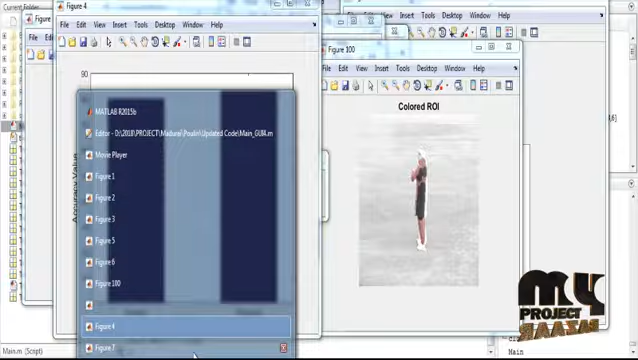 Current Folder
Figure 4
File Edit View Insert Tools Desktop Window Help
Edit View Insert Tools Desktop Window Help
Figure 100
File Edit View Insert Tools Desktop Window Help
90
Accuracy Value
Colored ROI
MATLAB R2015b
Editor - D:\2018\PROJECT\Madurai\Poulin\Updated Code\Main_GUI\A.m
Movie Player
Figure 1
Figure 2
Figure 3
Figure 5
Figure 6
Figure 100
Figure 4
Figure 7
MY
PROJECT
BAZAAR
Main.m (Script)
Main